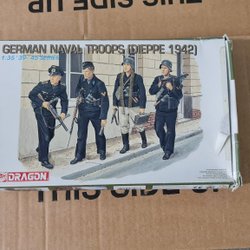 THIS SIDE UP
GERMAN NAVAL TROOPS (DIEPPE 1942)
1:35 '39-'45 SERIES
DRAGON
THIS SIDE UP